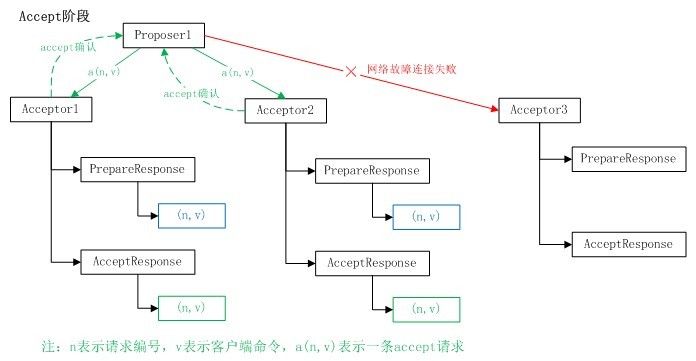 Accept阶段
Proposer1
accept确认
a(n,v)
a(n,v)
accept确认
网络故障连接失败
Acceptor1
Acceptor2
Acceptor3
PrepareResponse
PrepareResponse
PrepareResponse
(n,v)
(n,v)
AcceptResponse
AcceptResponse
AcceptResponse
(n,v)
(n,v)
注：n表示请求编号，v表示客户端命令，a(n,v)表示一条accept请求